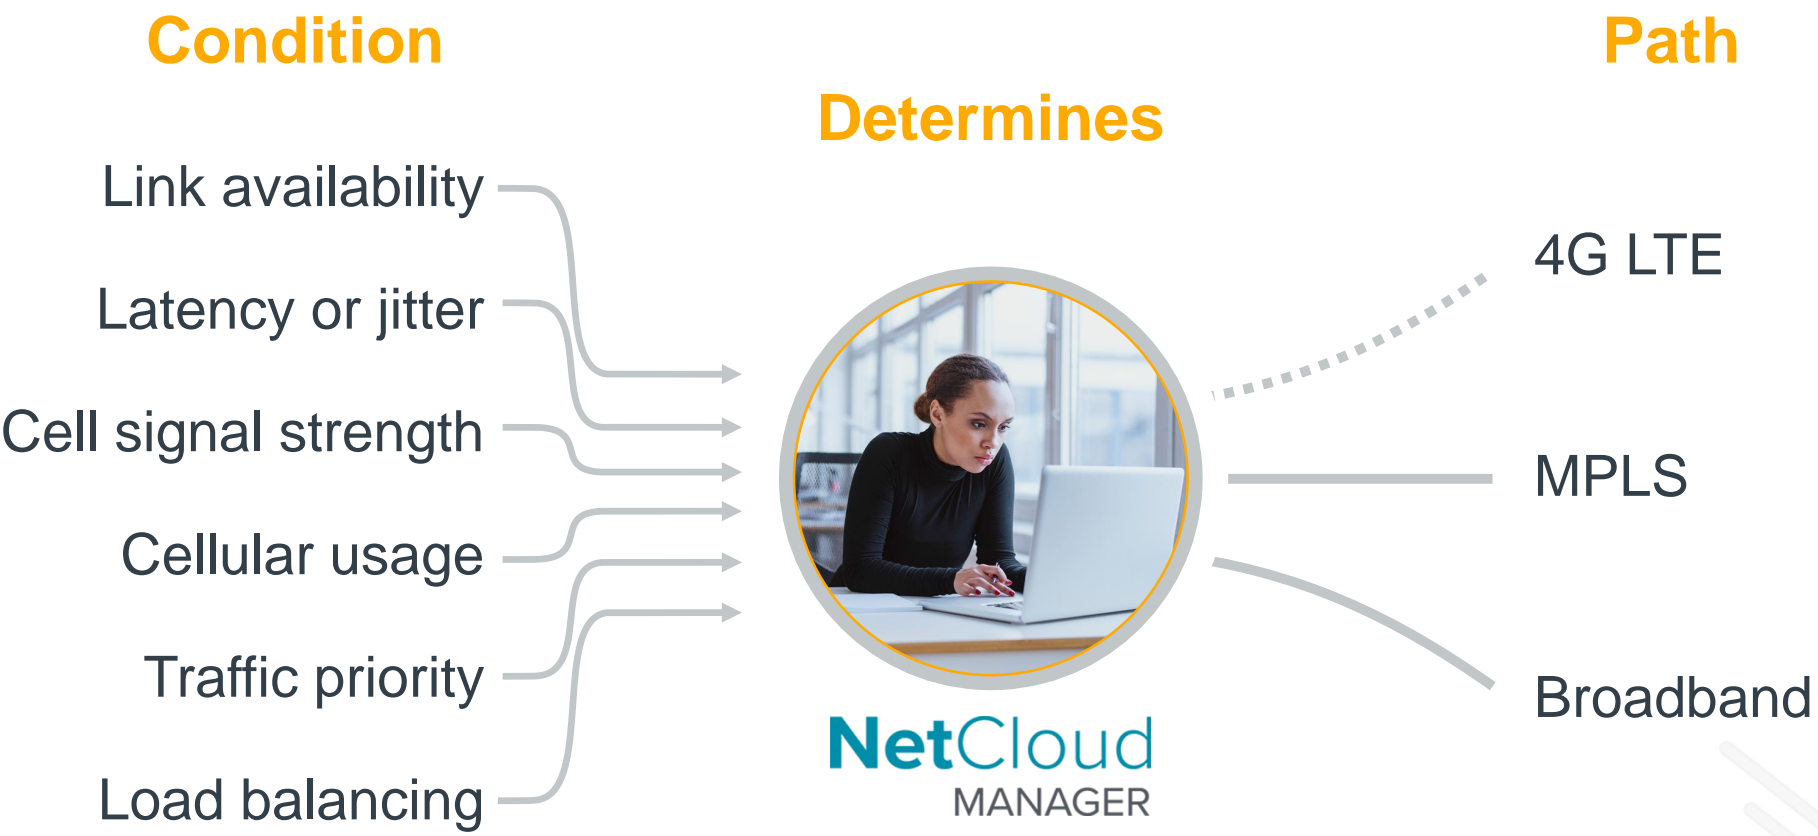 Condition
Determines
Path
Link availability
Latency or jitter
Cell signal strength
Cellular usage
Traffic priority
Load balancing
NetCloud
MANAGER
4G LTE
MPLS
Broadband